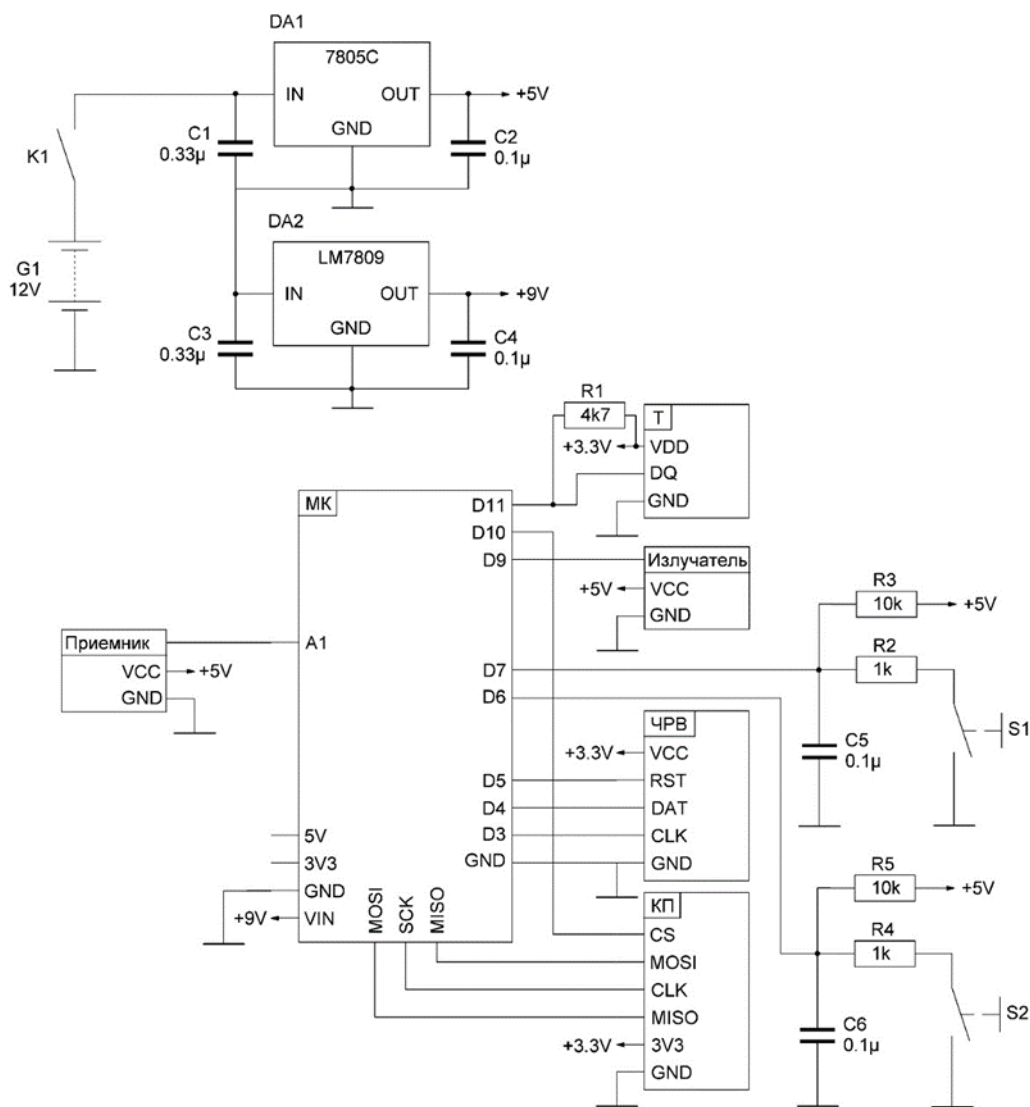 DA1
7805C
IN
OUT
GND
+5V
K1
C1
0.33µ
C2
0.1µ
DA2
LM7809
IN
OUT
GND
+9V
G1
12V
C3
0.33µ
C4
0.1µ
R1
4k7
T
+3.3V
VDD
DQ
GND
МК
D11
D10
D9
Излучатель
+5V
VCC
GND
R3
10k
+5V
Приемник
VCC
+5V
GND
A1
D7
D6
R2
1k
S1
C5
0.1µ
ЧРВ
+3.3V
VCC
D5
RST
D4
DAT
D3
CLK
GND
GND
5V
3V3
GND
+9V
VIN
MOSI
SCK
MISO
КП
CS
MOSI
CLK
MISO
+3.3V
3V3
GND
R5
10k
+5V
R4
1k
S2
C6
0.1µ